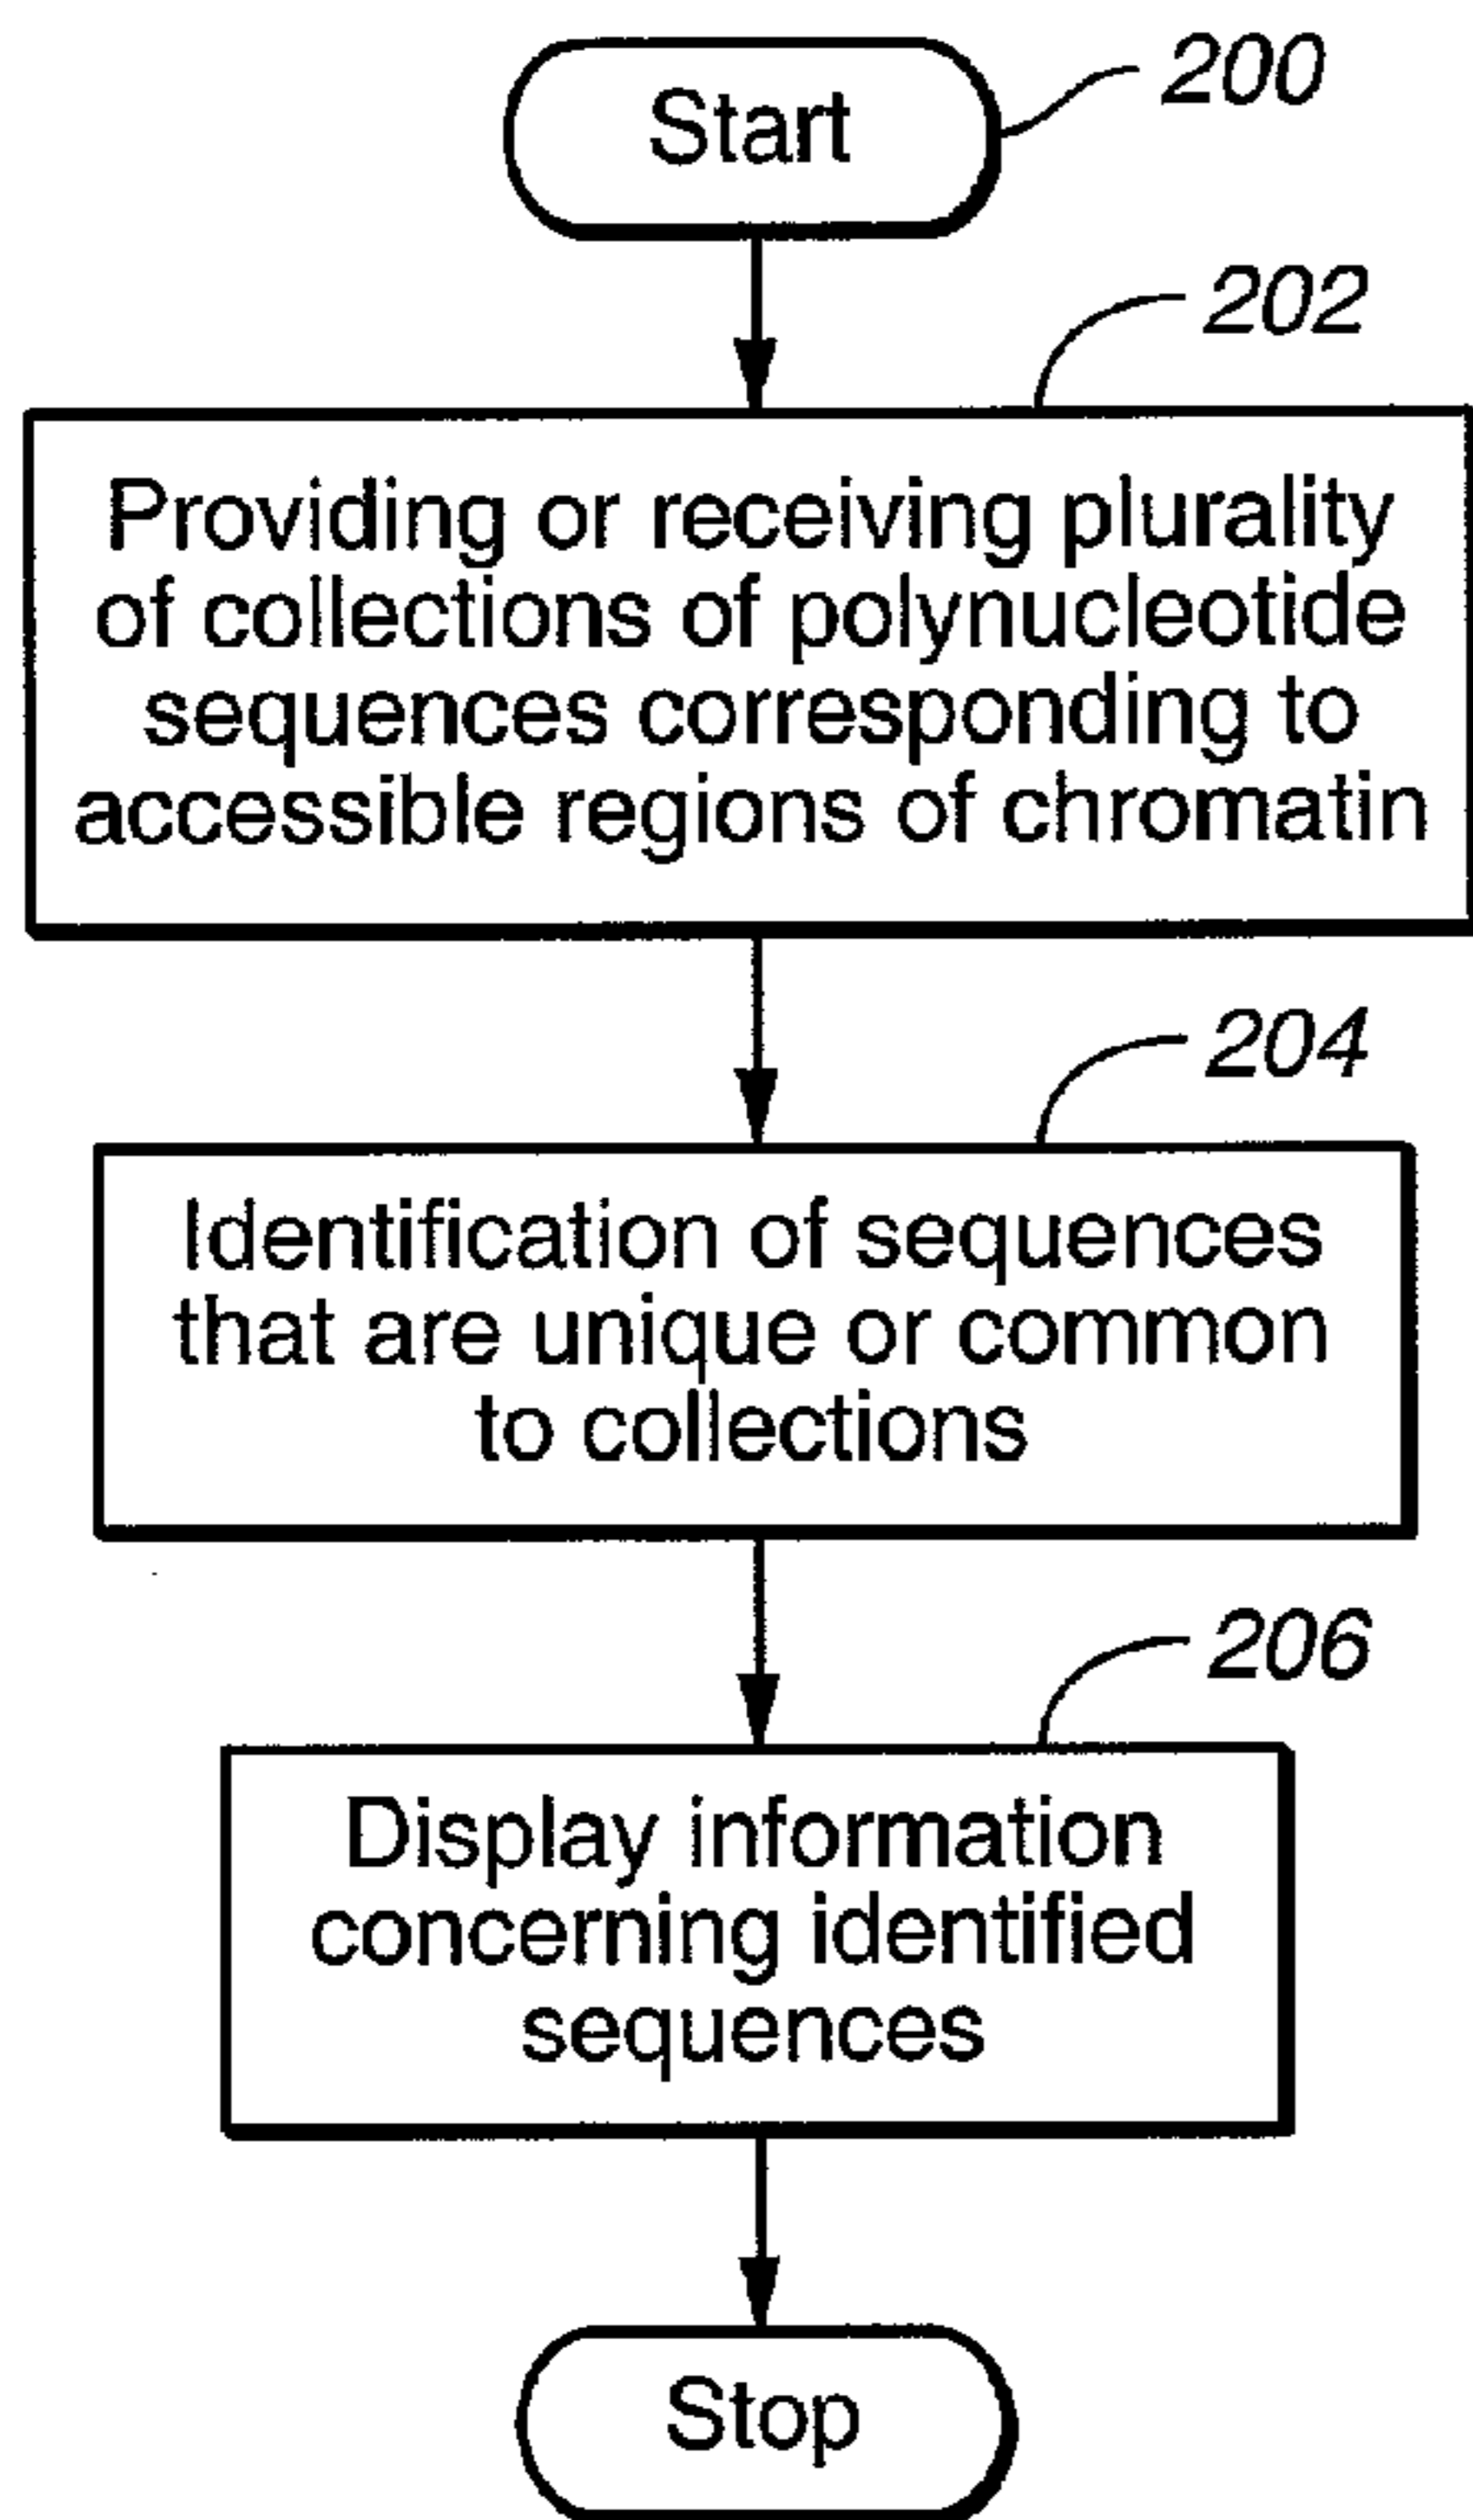 Start
200
202
Providing or receiving plurality
of collections of polynucleotide
sequences corresponding to
accessible regions of chromatin
204
Identification of sequences
that are unique or common
to collections
206
Display information
concerning identified
sequences
Stop